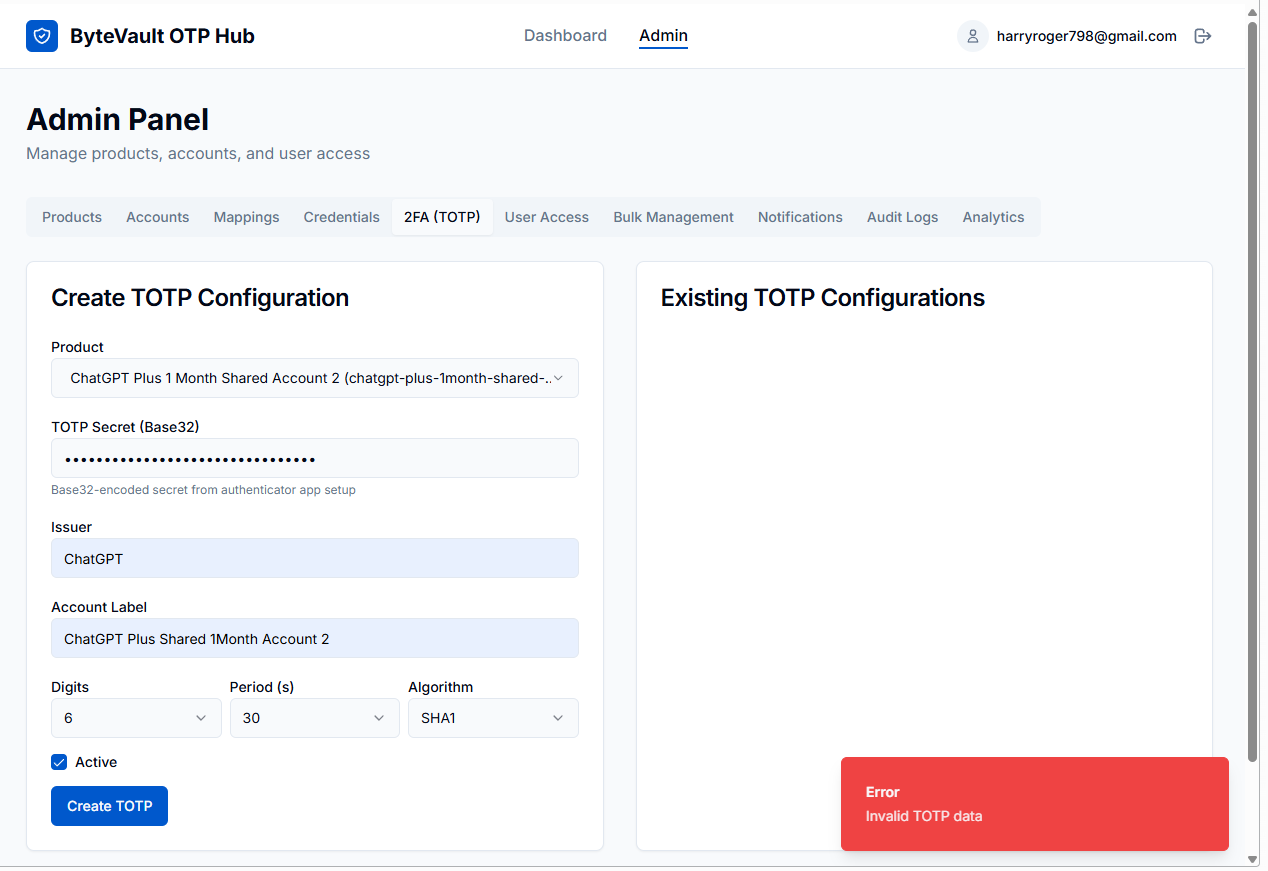 ByteVault OTP Hub
Dashboard
Admin
harryroger798@gmail.com
Admin Panel
Manage products, accounts, and user access
Products
Accounts
Mappings
Credentials
2FA (TOTP)
User Access
Bulk Management
Notifications
Audit Logs
Analytics
Create TOTP Configuration
Product
ChatGPT Plus 1 Month Shared Account 2 (chatgpt-plus-1month-shared-..
TOTP Secret (Base32)
••••••••••••••••••••••••••••••••
Base32-encoded secret from authenticator app setup
Issuer
ChatGPT
Account Label
ChatGPT Plus Shared 1Month Account 2
Digits
Period (s)
Algorithm
6
30
SHA1
Active
Create TOTP
Existing TOTP Configurations
Error
Invalid TOTP data